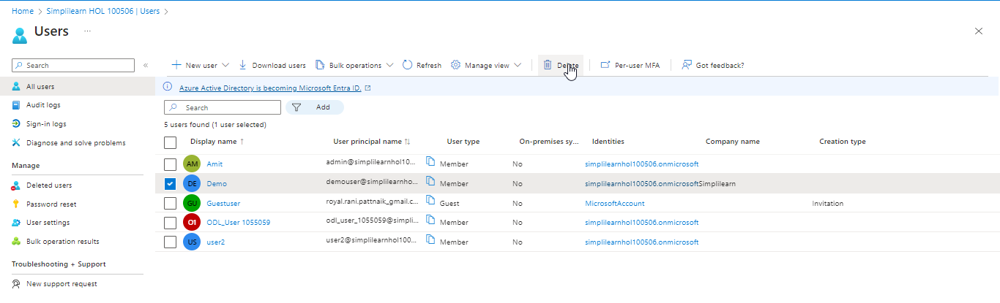 Home > Simplilearn HOL 100506 | Users >
Users ...
Search «
New user Download users Bulk operations Refresh Manage view Delete Per-user MFA Got feedback?
All users
Audit logs
Sign-in logs
Diagnose and solve problems
Manage
Deleted users
Password reset
User settings
Bulk operation results
Troubleshooting + Support
New support request
Azure Active Directory is becoming Microsoft Entra ID.
Search Add
5 users found (1 user selected)
Display name ↑ User principal name ↑↓ User type On-premises sy... Identities Company name Creation type
AM Amit admin@simplilearnhol10... Member No simplilearnhol100506.onmicrosoft
DE Demo demouser@simplilearnho... Member No simplilearnhol100506.onmicrosoft Simplilearn
GU Guestuser royal.rani.pattnaik_gmail.c... Guest No MicrosoftAccount Invitation
O1 ODL_User 1055059 odl_user_1055059@simpli... Member No simplilearnhol100506.onmicrosoft
US user2 user2@simplilearnhol100... Member No simplilearnhol100506.onmicrosoft